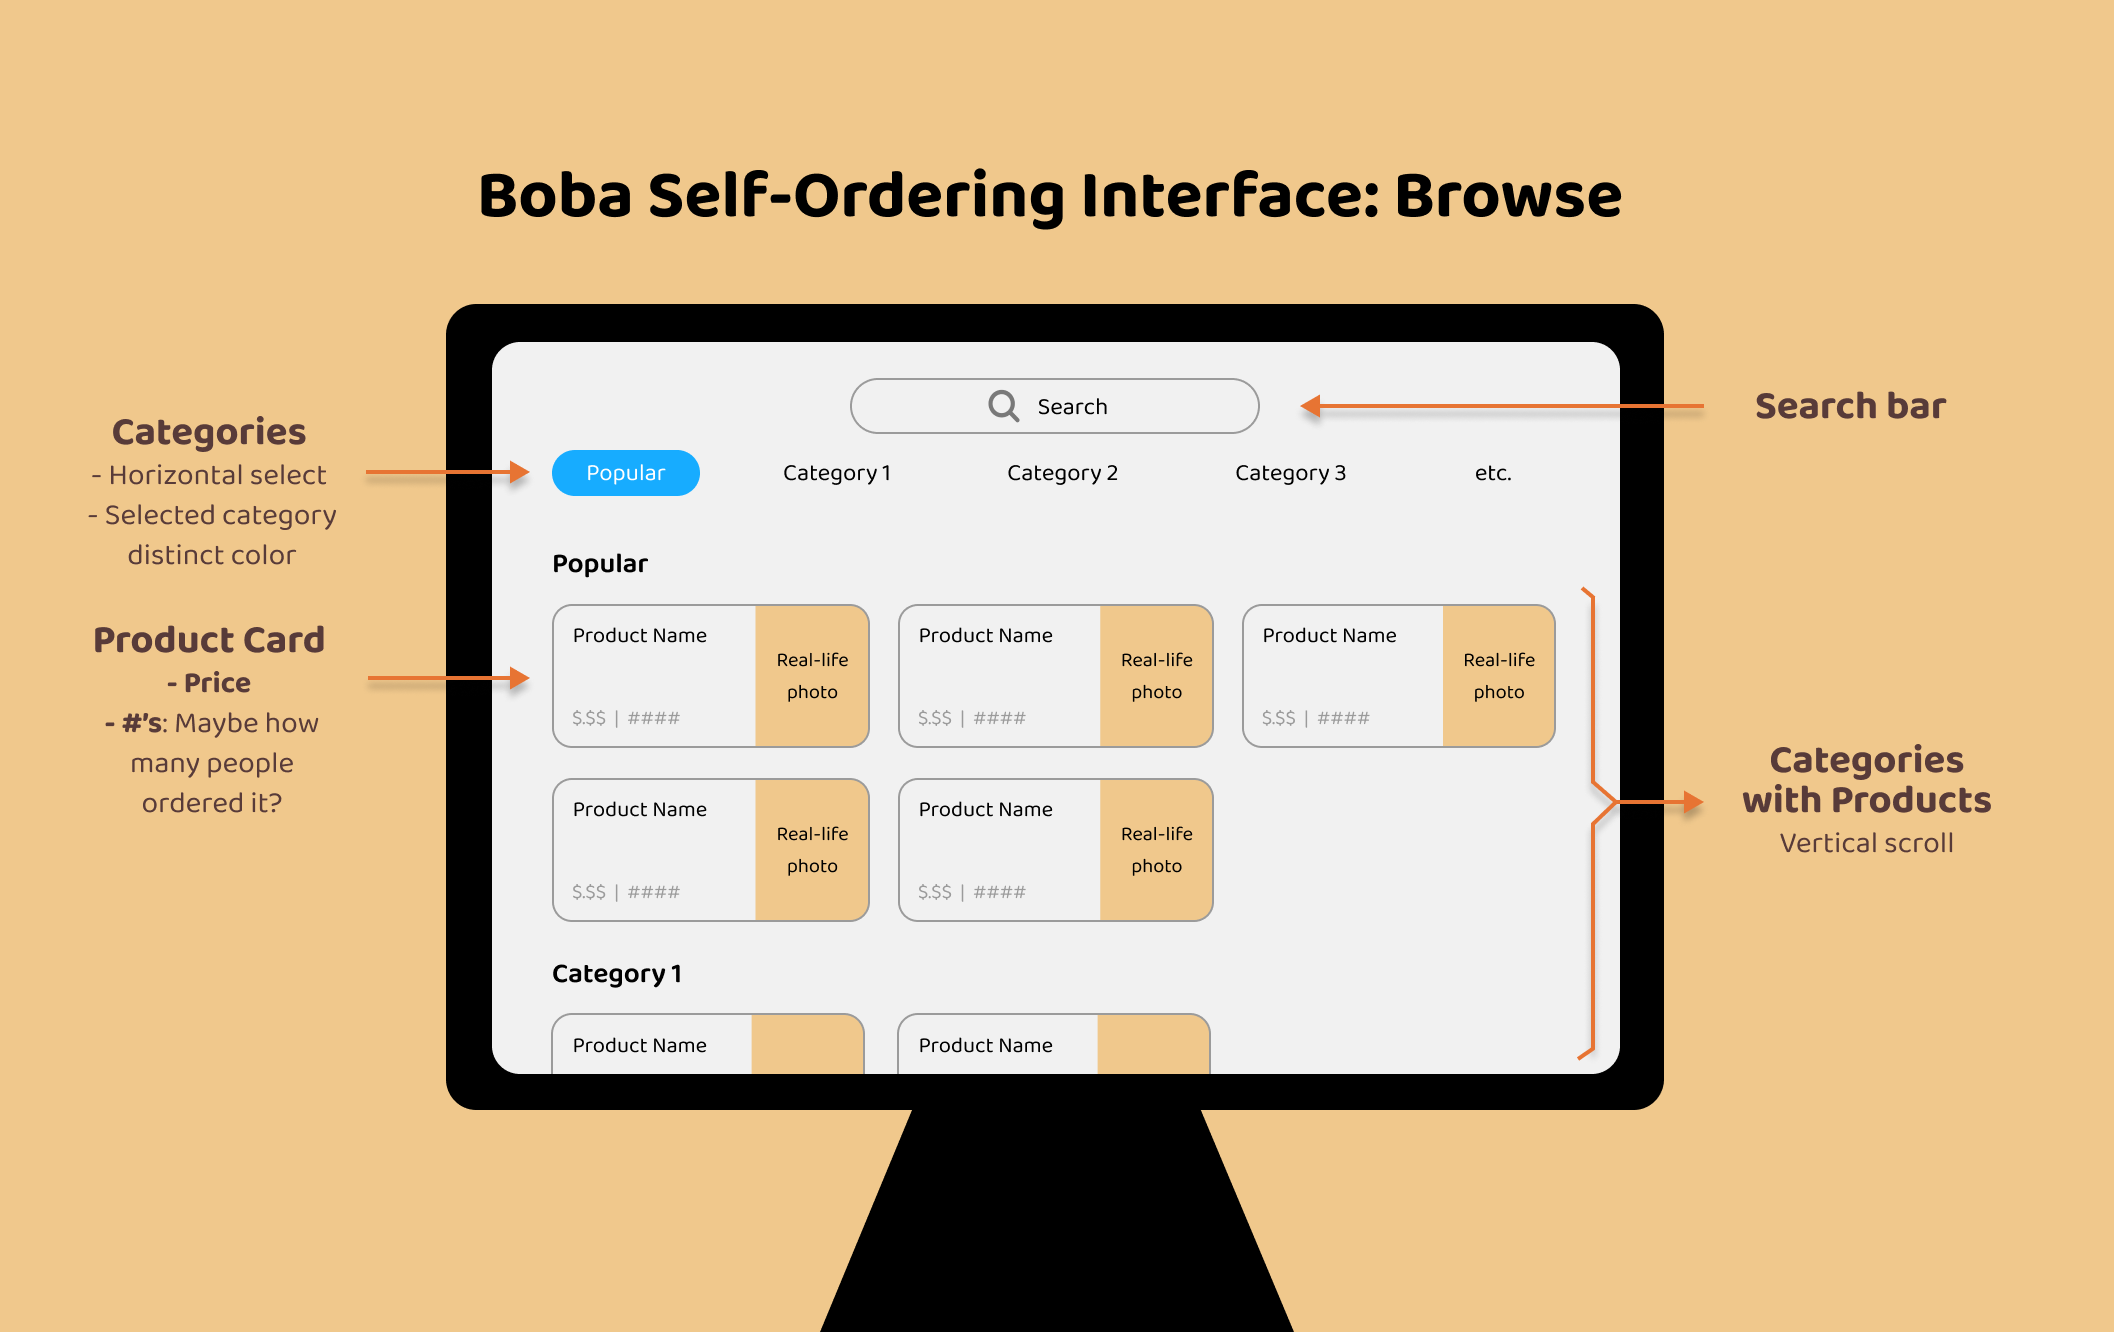 Boba Self-Ordering Interface: Browse
Search
Search bar
Categories
- Horizontal select
- Selected category
distinct color
Popular
Category 1
Category 2
Category 3
etc.
Popular
Product Card
- Price
- #'s: Maybe how
many people
ordered it?
Product Name
Real-life
photo
$.$$ | ####
Product Name
Real-life
photo
$.$$ | ####
Product Name
Real-life
photo
$.$$ | ####
Categories
with Products
Vertical scroll
Product Name
Real-life
photo
$.$$ | ####
Product Name
Real-life
photo
$.$$ | ####
Category 1
Product Name
Product Name